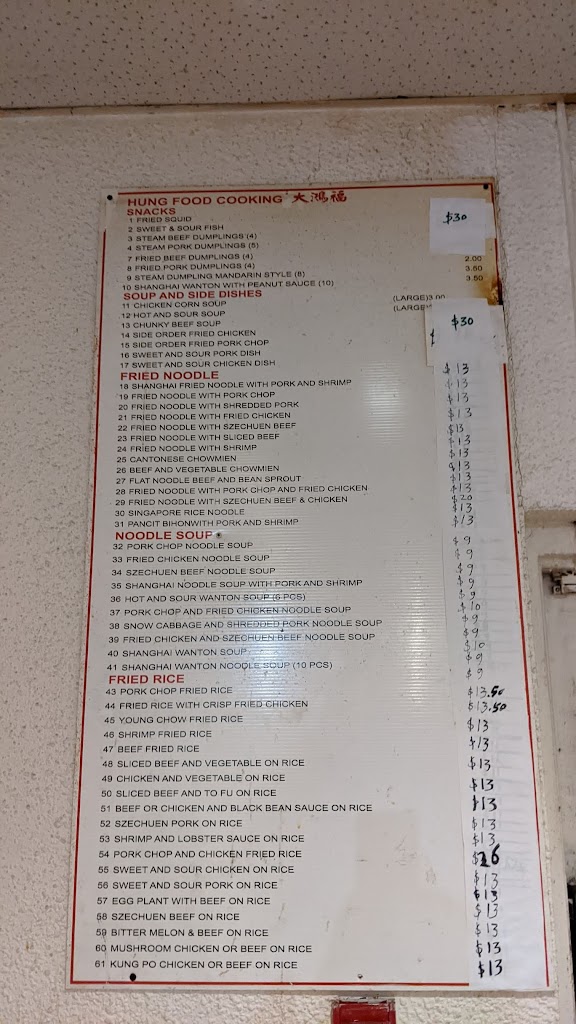 HUNG FOOD COOKING 大鴻福
SNACKS
1 FRIED SQUID
2 SWEET & SOUR FISH
3 STEAM BEEF DUMPLINGS (4)
4 STEAM PORK DUMPLINGS (5)
7 FRIED BEEF DUMPLINGS (4)
8 FRIED PORK DUMPLINGS (4)
9 STEAM DUMPLING MANDARIN STYLE (8)
10 SHANGHAI WANTON WITH PEANUT SAUCE (10)
SOUP AND SIDE DISHES
11 CHICKEN CORN SOUP (LARGE)3.00
12 HOT AND SOUR SOUP (LARGE)
13 CHUNKY BEEF SOUP
14 SIDE ORDER FRIED CHICKEN
15 SIDE ORDER FRIED PORK CHOP
16 SWEET AND SOUR PORK DISH
17 SWEET AND SOUR CHICKEN DISH
FRIED NOODLE
18 SHANGHAI FRIED NOODLE WITH PORK AND SHRIMP
19 FRIED NOODLE WITH PORK CHOP
20 FRIED NOODLE WITH SHREDDED PORK
21 FRIED NOODLE WITH FRIED CHICKEN
22 FRIED NOODLE WITH SZECHUEN BEEF
23 FRIED NOODLE WITH SLICED BEEF
24 FRIED NOODLE WITH SHRIMP
25 CANTONESE CHOWMIEN
26 BEEF AND VEGETABLE CHOWMIEN
27 FLAT NOODLE BEEF AND BEAN SPROUT
28 FRIED NOODLE WITH PORK CHOP AND FRIED CHICKEN
29 FRIED NOODLE WITH SZECHUEN BEEF & CHICKEN
30 SINGAPORE RICE NOODLE
31 PANCIT BIHONWITH PORK AND SHRIMP
NOODLE SOUP
32 PORK CHOP NOODLE SOUP
33 FRIED CHICKEN NOODLE SOUP
34 SZECHUEN BEEF NOODLE SOUP
35 SHANGHAI NOODLE SOUP WITH PORK AND SHRIMP
36 HOT AND SOUR WANTON SOUP (6 PCS)
37 PORK CHOP AND FRIED CHICKEN NOODLE SOUP
38 SNOW CABBAGE AND SHREDDED PORK NOODLE SOUP
39 FRIED CHICKEN AND SZECHUEN BEEF NOODLE SOUP
40 SHANGHAI WANTON SOUP
41 SHANGHAI WANTON NOODLE SOUP (10 PCS)
FRIED RICE
43 PORK CHOP FRIED RICE
44 FRIED RICE WITH CRISP FRIED CHICKEN
45 YOUNG CHOW FRIED RICE
46 SHRIMP FRIED RICE
47 BEEF FRIED RICE
48 SLICED BEEF AND VEGETABLE ON RICE
49 CHICKEN AND VEGETABLE ON RICE
50 SLICED BEEF AND TO FU ON RICE
51 BEEF OR CHICKEN AND BLACK BEAN SAUCE ON RICE
52 SZECHUEN PORK ON RICE
53 SHRIMP AND LOBSTER SAUCE ON RICE
54 PORK CHOP AND CHICKEN FRIED RICE
55 SWEET AND SOUR CHICKEN ON RICE
56 SWEET AND SOUR PORK ON RICE
57 EGG PLANT WITH BEEF ON RICE
58 SZECHUEN BEEF ON RICE
59 BITTER MELON & BEEF ON RICE
60 MUSHROOM CHICKEN OR BEEF ON RICE
61 KUNG PO CHICKEN OR BEEF ON RICE
$30
2.00
3.60
3.50
$30
$13
$13
$13
$13
$13
$13
$13
$13
$13
$13
$20
$13
$13
$9
$9
$9
$9
$9
$10
$9
$9
$10
$9
$9
$13.50
$13.50
$13
$13
$13
$13
$13
$13
$13
$26
$13
$13
$13
$13
$13
$13